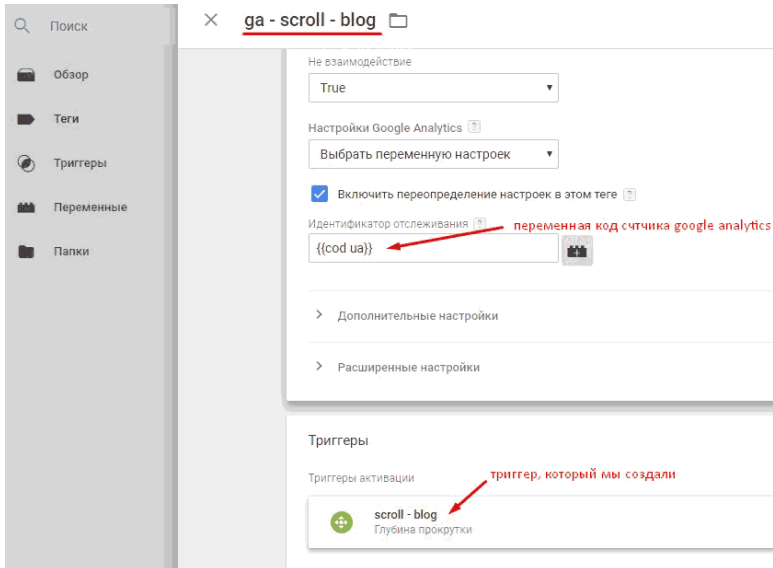 Поиск
Обзор
Теги
Триггеры
Переменные
Папки
ga - scroll - blog
Не взаимодействие
True
Настройки Google Analytics ?
Выбрать переменную настроек
Включить переопределение настроек в этом теге ?
Идентификатор отслеживания ?
переменная код счтчика google analytics
{{cod ua}}
Дополнительные настройки
Расширенные настройки
Триггеры
Триггеры активации
триггер, который мы создали
scroll - blog
Глубина прокрутки